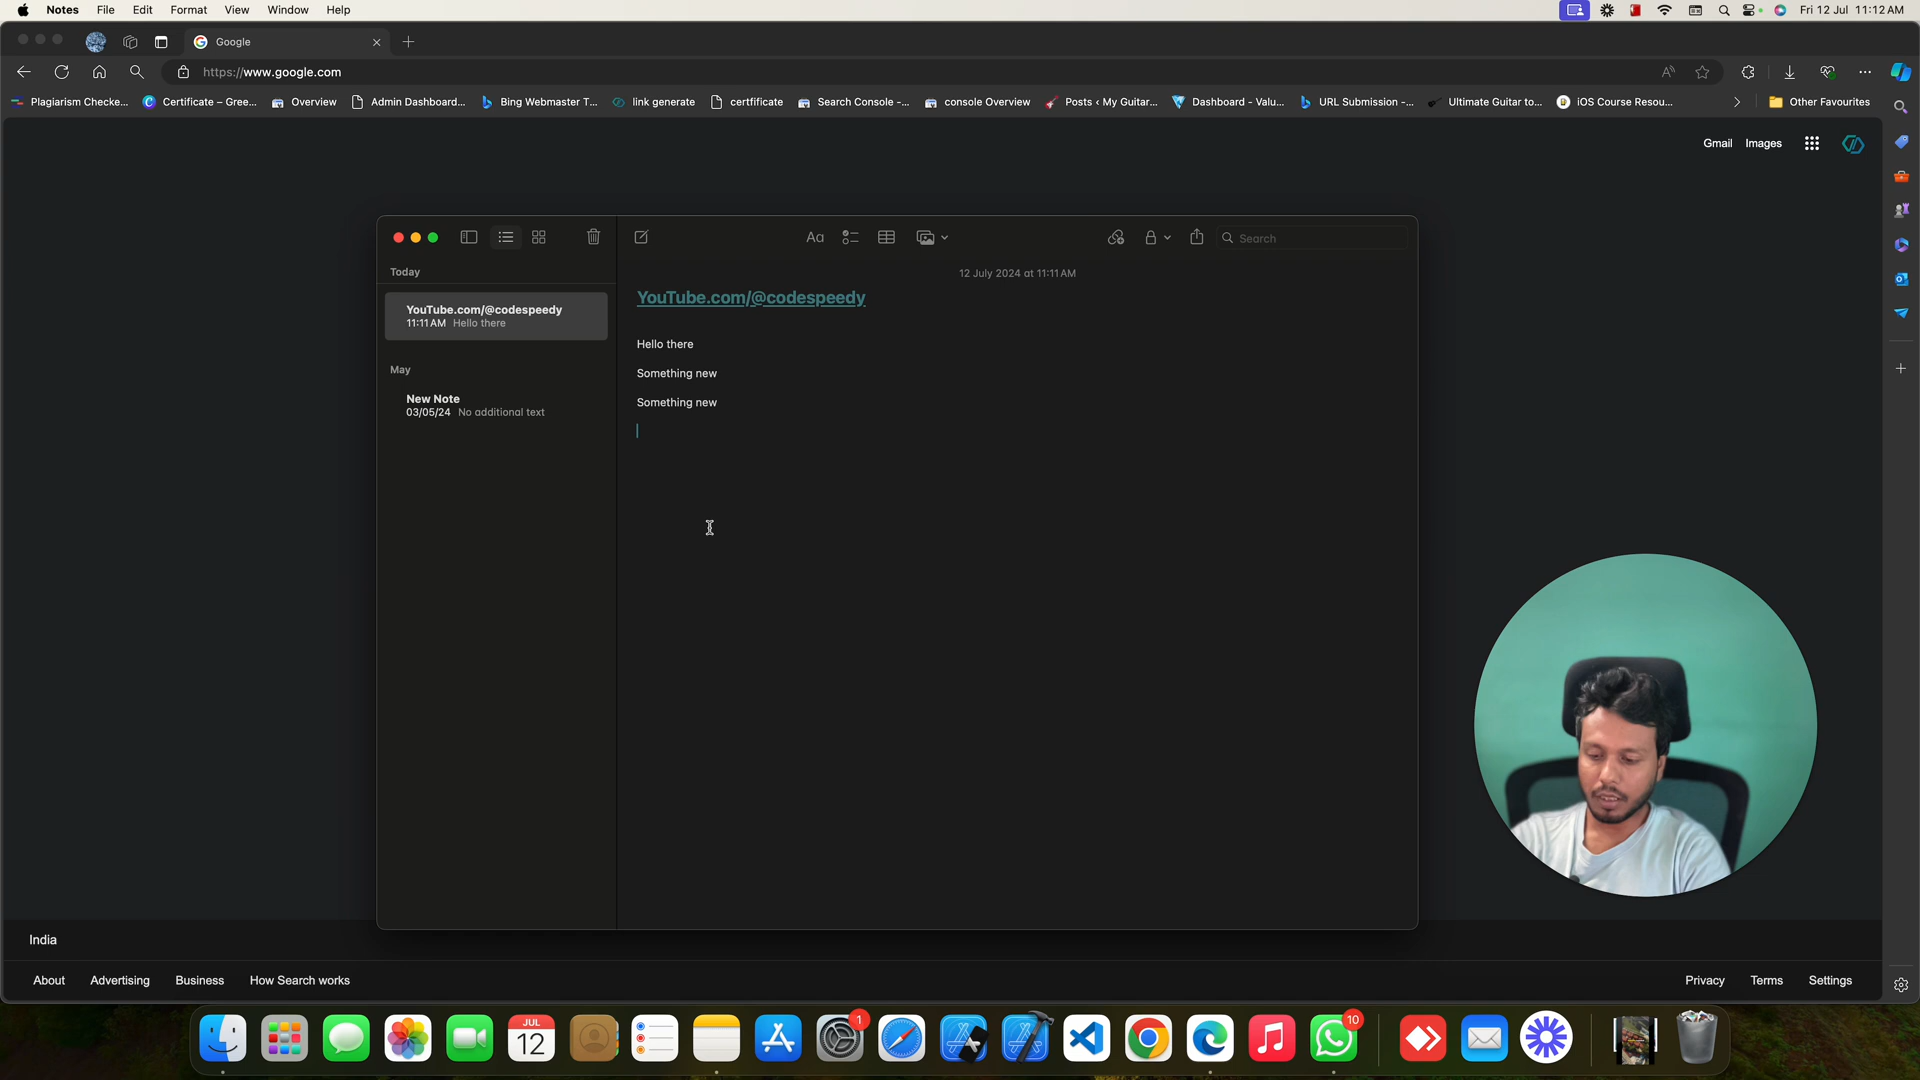 Notes File Edit Format View Window Help Fri 12 Jul 11:12 AM
Google
https://www.google.com
Plagiarism Checke... Certificate – Gree... Overview Admin Dashboard... Bing Webmaster T... link generate certfificate Search Console -... console Overview Posts ‹ My Guitar... Dashboard - Valu... URL Submission -... Ultimate Guitar to... iOS Course Resou... Other Favourites
Gmail Images
Search
Today
12 July 2024 at 11:11 AM
YouTube.com/@codespeedy
11:11 AM Hello there
May
New Note
03/05/24 No additional text
YouTube.com/@codespeedy
Hello there
Something new
Something new
India
About Advertising Business How Search works Privacy Terms Settings
JUL
12
1
10